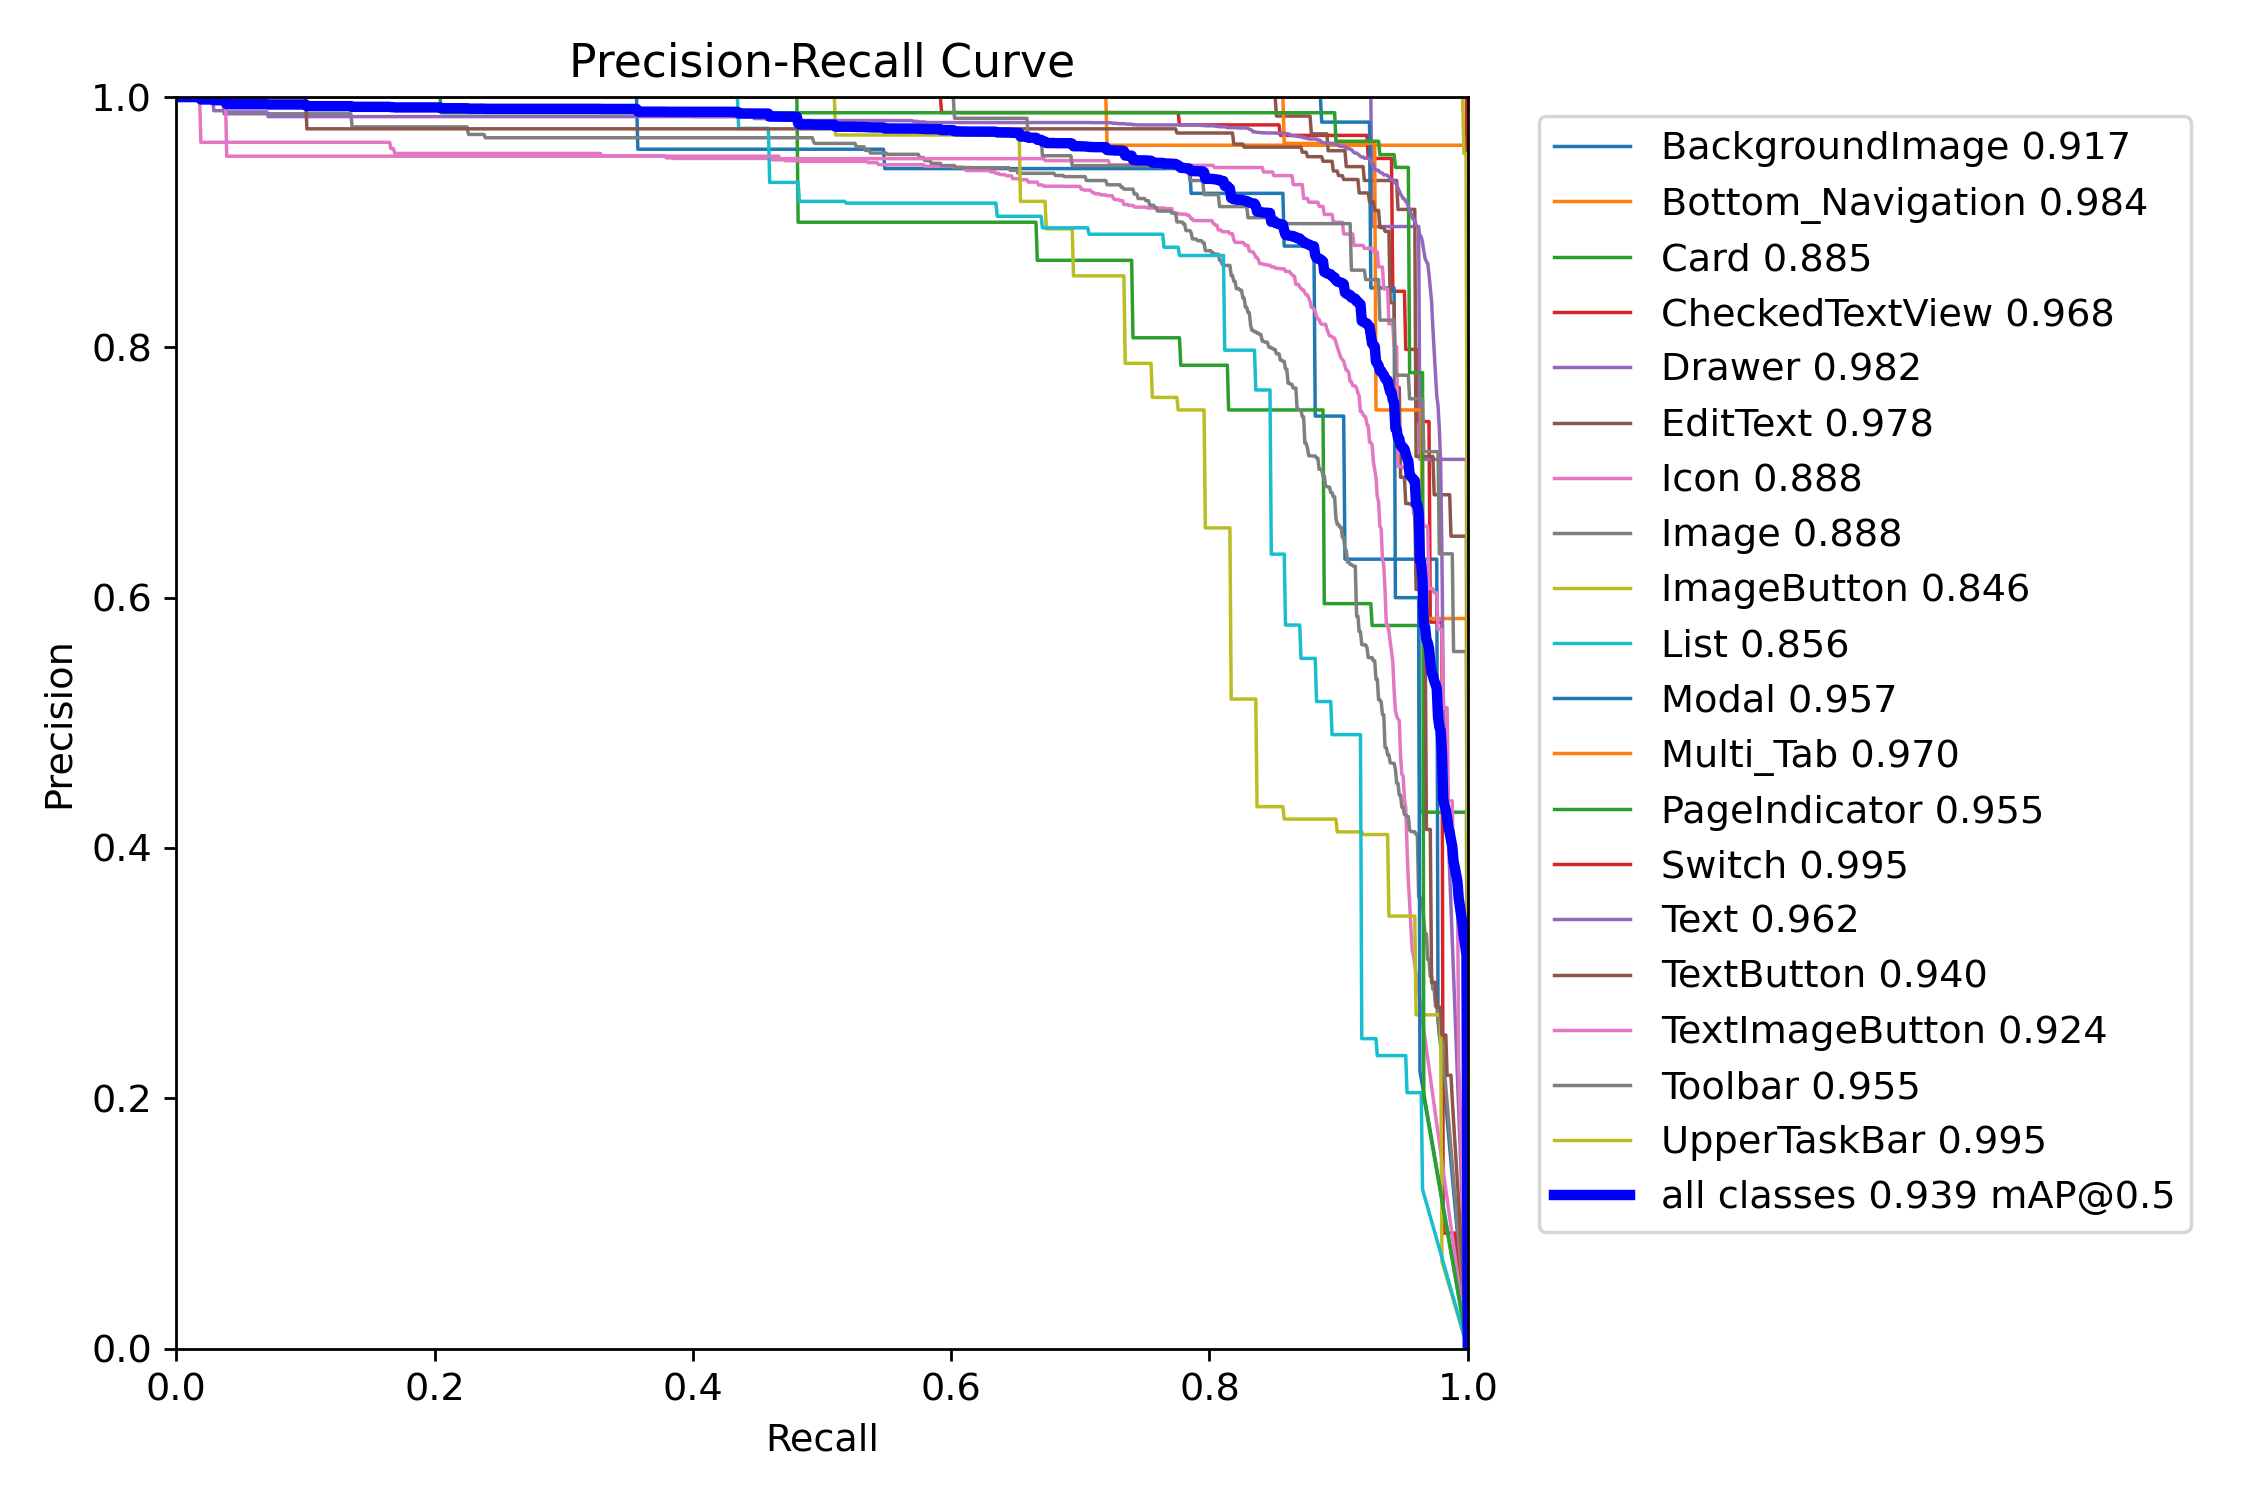 Precision-Recall Curve
1.0
0.8
0.6
0.4
0.2
0.0
Precision
0.0 0.2 0.4 0.6 0.8 1.0
Recall
BackgroundImage 0.917
Bottom_Navigation 0.984
Card 0.885
CheckedTextView 0.968
Drawer 0.982
EditText 0.978
Icon 0.888
Image 0.888
ImageButton 0.846
List 0.856
Modal 0.957
Multi_Tab 0.970
PageIndicator 0.955
Switch 0.995
Text 0.962
TextButton 0.940
TextImageButton 0.924
Toolbar 0.955
UpperTaskBar 0.995
all classes 0.939 mAP@0.5